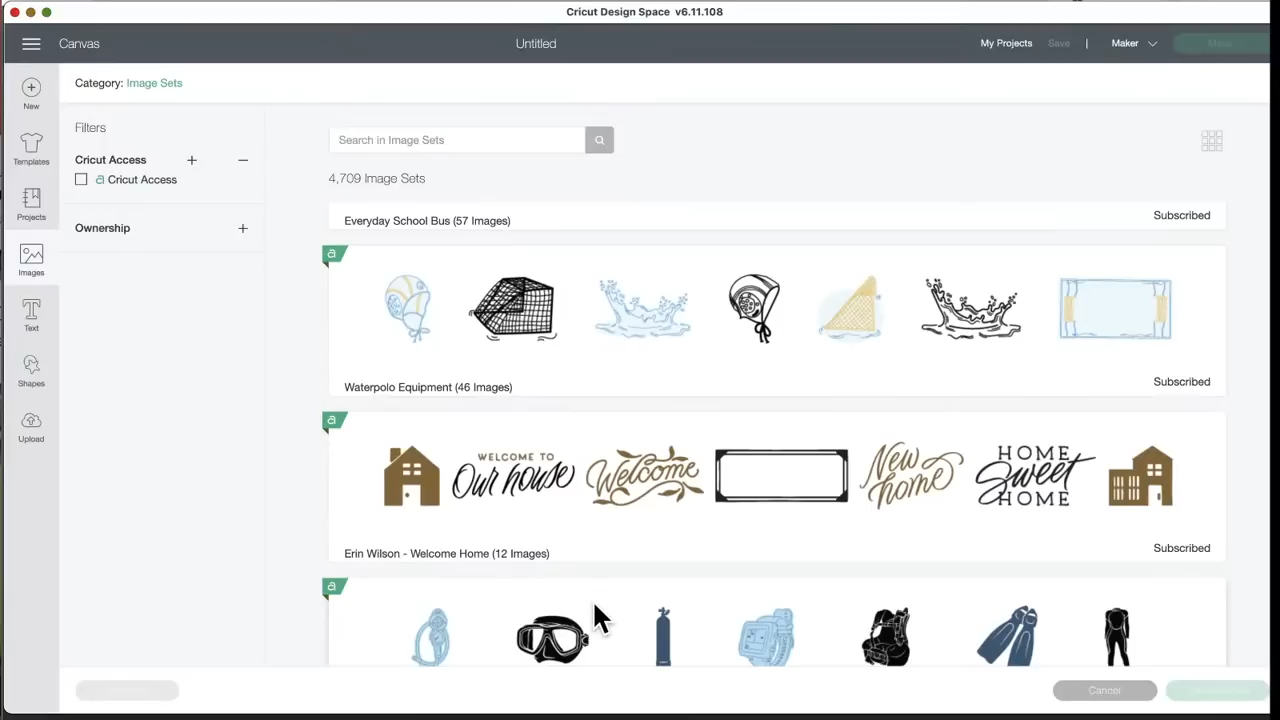 Cricut Design Space v6.11.108
Canvas
Untitled
My Projects Save | Maker
Make
New
Templates
Projects
Images
Text
Shapes
Upload
Category: Image Sets
Filters
Cricut Access + −
a Cricut Access
Ownership +
Search in Image Sets
4,709 Image Sets
Everyday School Bus (57 Images)
Subscribed
a
Waterpolo Equipment (46 Images)
Subscribed
a
WELCOME TO
Our house
Welcome
New
home
HOME
Sweet
HOME
Erin Wilson - Welcome Home (12 Images)
Subscribed
a
Cancel